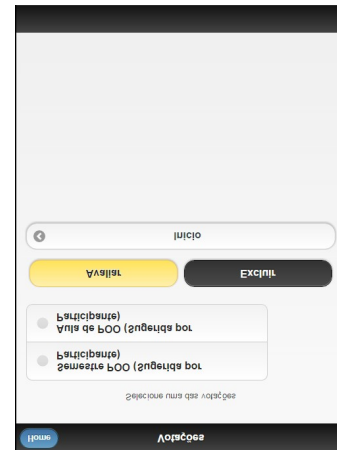 Home
Votações
Selecione uma das votações
Semestre POO (Sugerida por
Participante)
Aula de POO (Sugerida por
Participante)
Avaliar
Excluir
Inicio